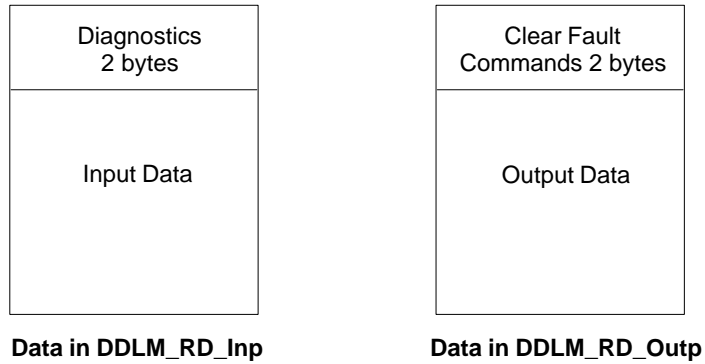 Diagnostics
2 bytes
Input Data
Data in DDLM_RD_Inp
Clear Fault
Commands 2 bytes
Output Data
Data in DDLM_RD_Outp